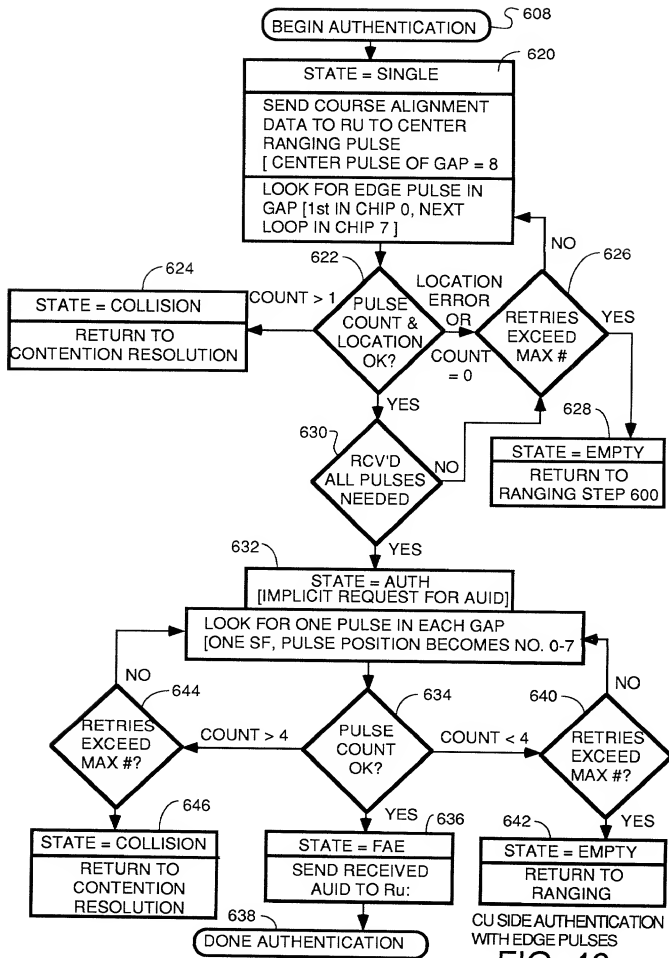 BEGIN AUTHENTICATION
608
620
STATE = SINGLE
SEND COURSE ALIGNMENT
DATA TO RU TO CENTER
RANGING PULSE
[ CENTER PULSE OF GAP = 8
LOOK FOR EDGE PULSE IN
GAP [1st IN CHIP 0, NEXT
LOOP IN CHIP 7 ]
622
PULSE
COUNT &
LOCATION
OK?
COUNT > 1
624
STATE = COLLISION
RETURN TO
CONTENTION RESOLUTION
LOCATION
ERROR
OR
COUNT
= 0
NO
626
RETRIES
EXCEED
MAX #
YES
628
STATE = EMPTY
RETURN TO
RANGING STEP 600
YES
630
RCV'D
ALL PULSES
NEEDED
NO
YES
632
STATE = AUTH
[IMPLICIT REQUEST FOR AUID]
LOOK FOR ONE PULSE IN EACH GAP
[ONE SF, PULSE POSITION BECOMES NO. 0-7
634
PULSE
COUNT
OK?
COUNT > 4
NO
644
RETRIES
EXCEED
MAX #?
646
STATE = COLLISION
RETURN TO
CONTENTION
RESOLUTION
COUNT < 4
NO
640
RETRIES
EXCEED
MAX #?
YES
642
STATE = EMPTY
RETURN TO
RANGING
YES
636
STATE = FAE
SEND RECEIVED
AUID TO Ru:
638
DONE AUTHENTICATION
CU SIDE AUTHENTICATION
WITH EDGE PULSES